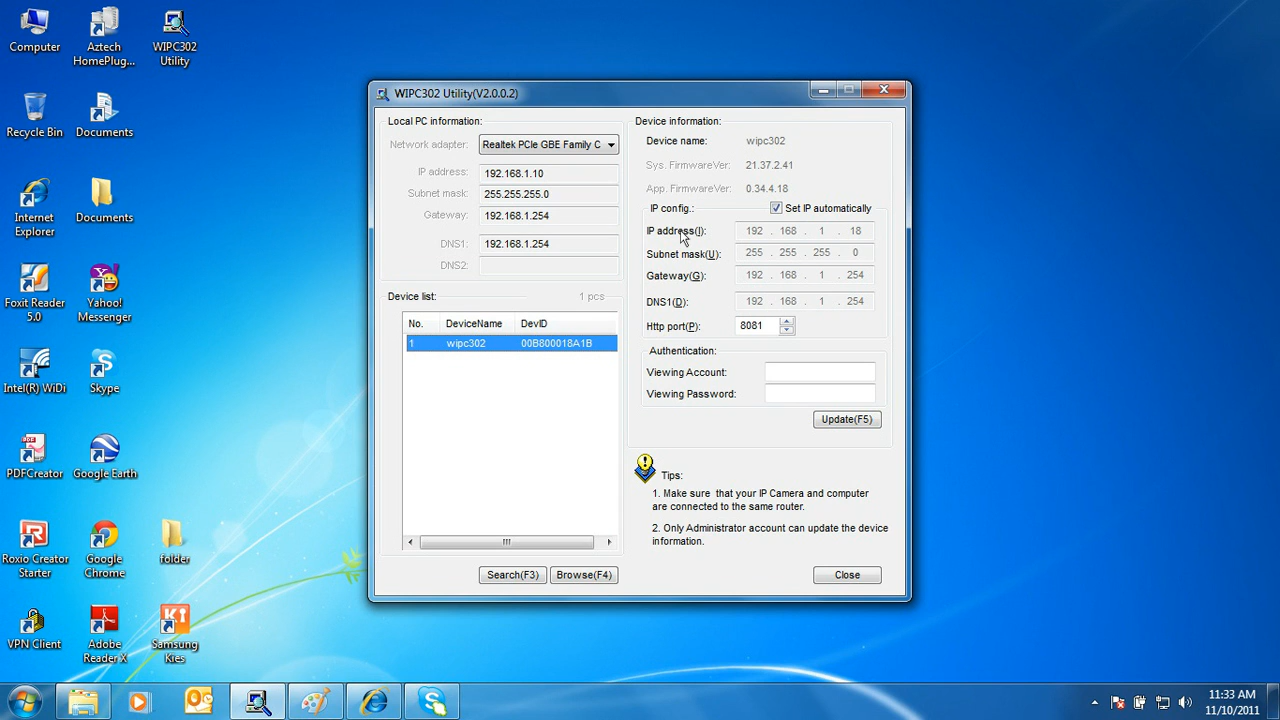 Computer
Aztech
HomePlug...
WIPC302
Utility
Recycle Bin
Documents
Internet
Explorer
Documents
Foxit Reader
5.0
Yahoo!
Messenger
Intel(R) WiDi
Skype
PDFCreator
Google Earth
Roxio Creator
Starter
Google
Chrome
folder
VPN Client
Adobe
Reader X
Samsung
Kies
WIPC302 Utility(V2.0.0.2)
Local PC information:
Network adapter: Realtek PCIe GBE Family C
IP address: 192.168.1.10
Subnet mask: 255.255.255.0
Gateway: 192.168.1.254
DNS1: 192.168.1.254
DNS2:
Device list: 1 pcs
No. DeviceName DevID
1 wipc302 00B800018A1B
Search(F3) Browse(F4)
Device information:
Device name: wipc302
Sys. FirmwareVer: 21.37.2.41
App. FirmwareVer: 0.34.4.18
IP config.: Set IP automatically
IP address(I): 192 . 168 . 1 . 18
Subnet mask(U): 255 . 255 . 255 . 0
Gateway(G): 192 . 168 . 1 . 254
DNS1(D): 192 . 168 . 1 . 254
Http port(P): 8081
Authentication:
Viewing Account:
Viewing Password:
Update(F5)
Tips:
1. Make sure that your IP Camera and computer
are connected to the same router.
2. Only Administrator account can update the device
information.
Close
11:33 AM
11/10/2011